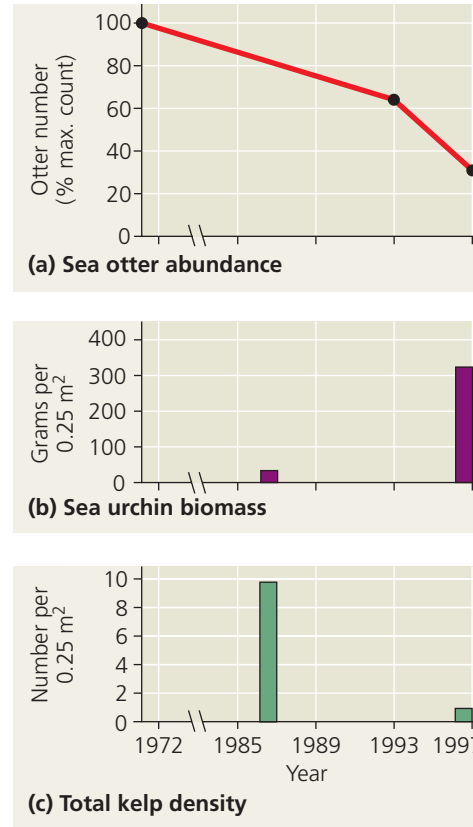 Otter number
(% max. count)
100
80
60
40
20
0
(a) Sea otter abundance
Grams per
0.25 m²
400
300
200
100
0
(b) Sea urchin biomass
Number per
0.25 m²
10
8
6
4
2
0
1972 1985 1989 1993 1997
Year
(c) Total kelp density